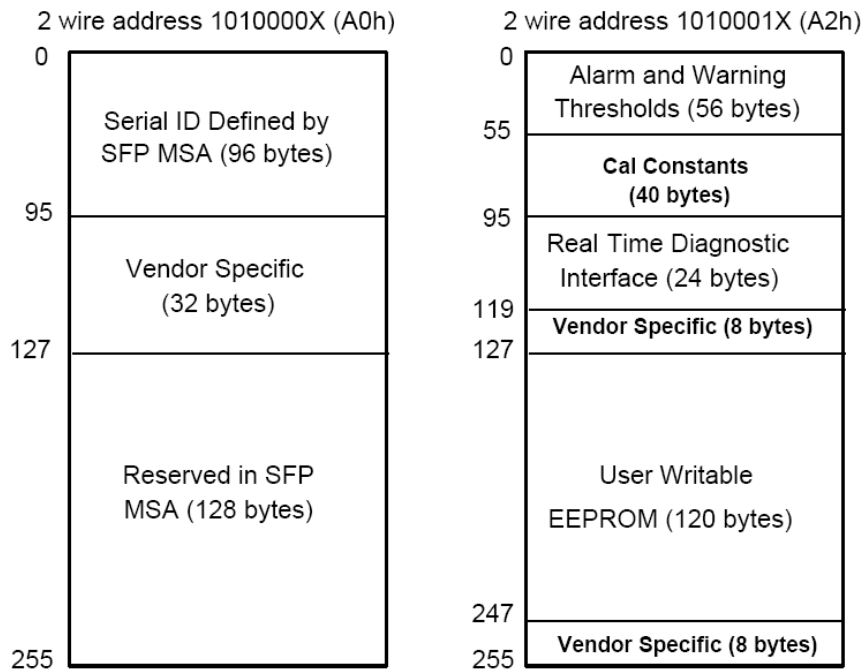 2 wire address 1010000X (A0h)
0
Serial ID Defined by
SFP MSA (96 bytes)
95
Vendor Specific
(32 bytes)
127
Reserved in SFP
MSA (128 bytes)
255
2 wire address 1010001X (A2h)
0
Alarm and Warning
Thresholds (56 bytes)
55
Cal Constants
(40 bytes)
95
Real Time Diagnostic
Interface (24 bytes)
119
Vendor Specific (8 bytes)
127
User Writable
EEPROM (120 bytes)
247
Vendor Specific (8 bytes)
255